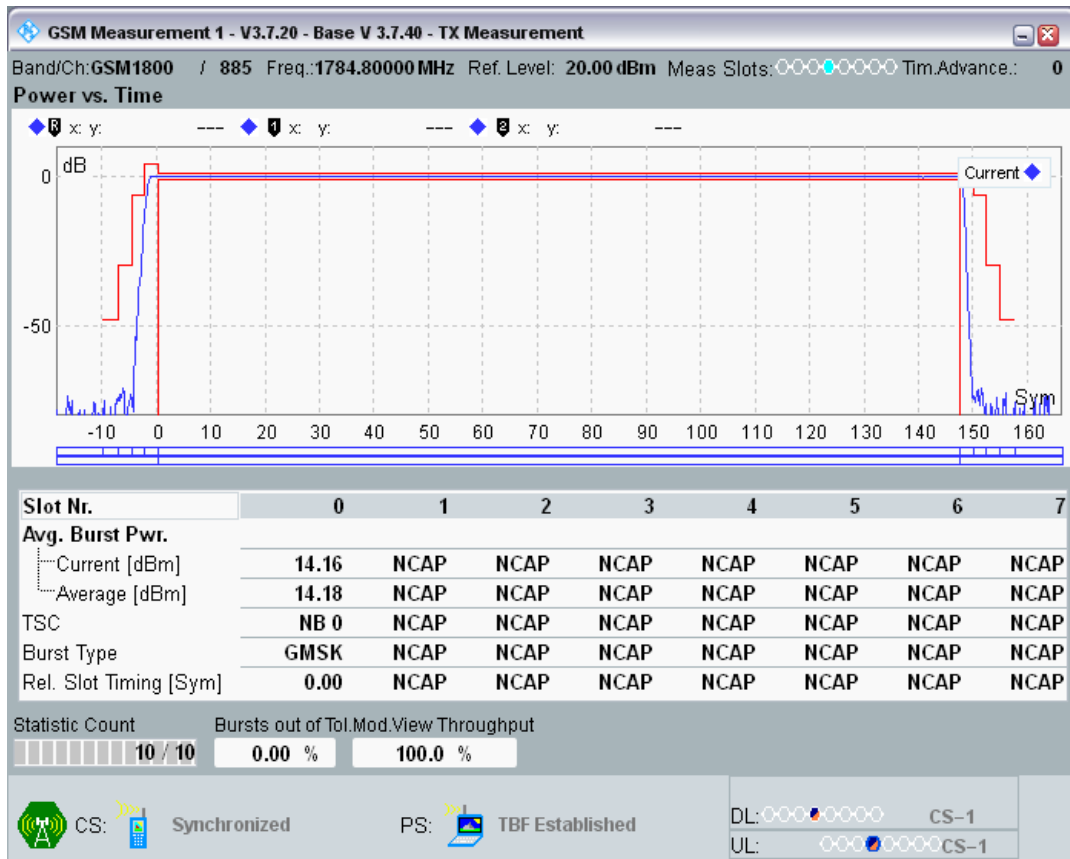 GSM Measurement 1 - V3.7.20 - Base V 3.7.40 - TX Measurement
Band/Ch:GSM1800 / 885 Freq.:1784.80000 MHz Ref. Level: 20.00 dBm Meas Slots: Tim.Advance.: 0
Power vs. Time
R x: y: --- 1 x: y: --- 2 x: y: ---
dB
Current
0
-50
Sym
-10 0 10 20 30 40 50 60 70 80 90 100 110 120 130 140 150 160
Slot Nr. 0 1 2 3 4 5 6 7
Avg. Burst Pwr.
Current [dBm] 14.16 NCAP NCAP NCAP NCAP NCAP NCAP NCAP
Average [dBm] 14.18 NCAP NCAP NCAP NCAP NCAP NCAP NCAP
TSC NB 0 NCAP NCAP NCAP NCAP NCAP NCAP NCAP
Burst Type GMSK NCAP NCAP NCAP NCAP NCAP NCAP NCAP
Rel. Slot Timing [Sym] 0.00 NCAP NCAP NCAP NCAP NCAP NCAP NCAP
Statistic Count Bursts out of Tol.Mod.View Throughput
10 / 10 0.00 % 100.0 %
CS: Synchronized PS: TBF Established DL: CS-1
UL: CS-1